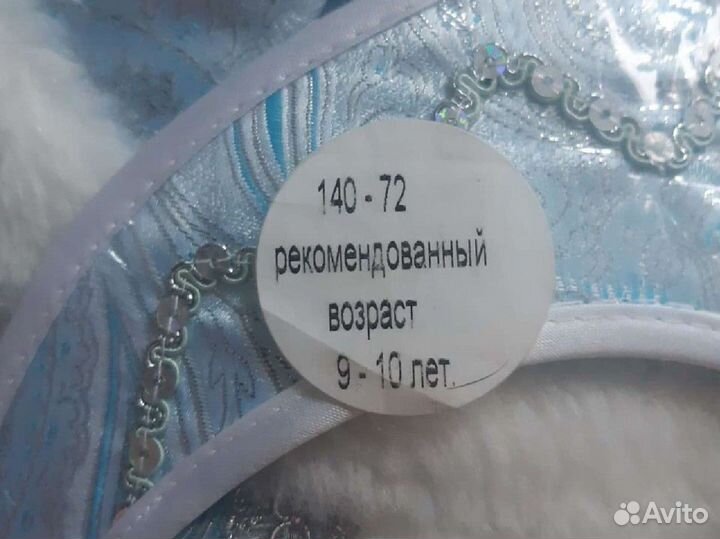 140 - 72
рекомендованный
возраст
9 - 10 лет.
Avito